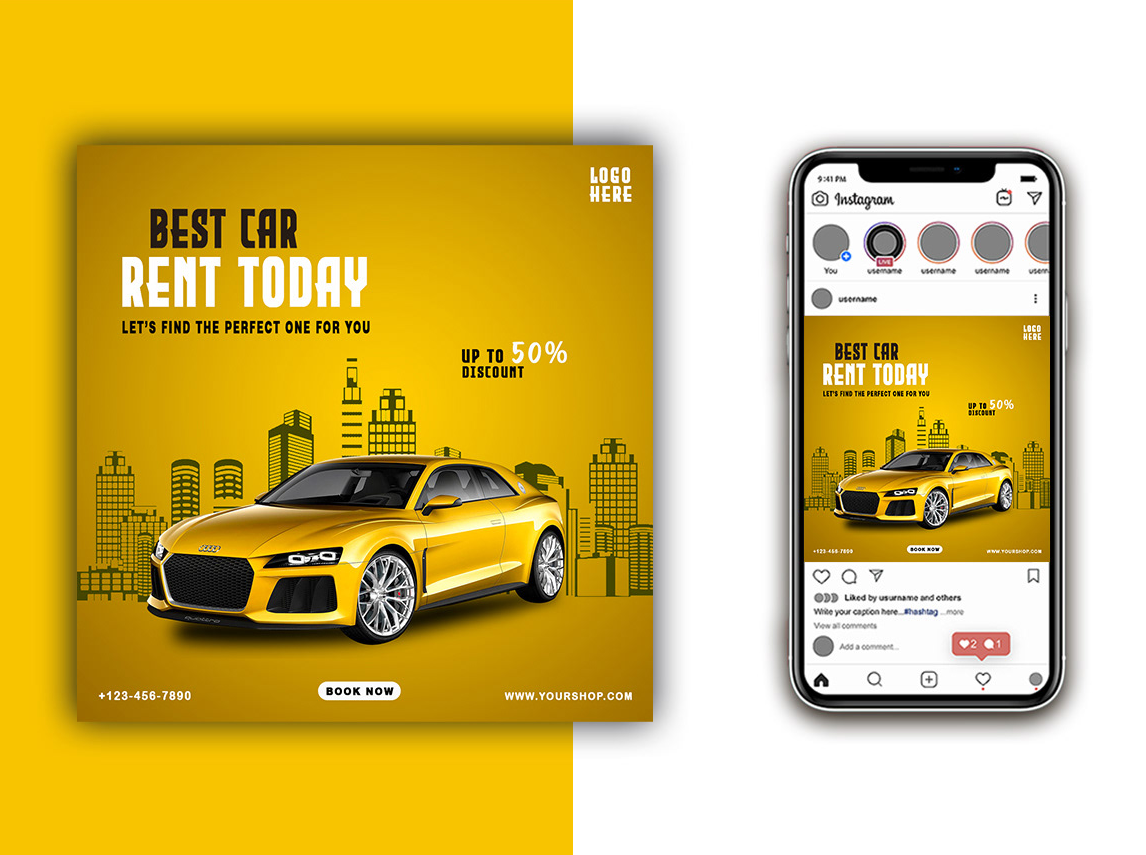 LOGO
HERE
BEST CAR
RENT TODAY
LET'S FIND THE PERFECT ONE FOR YOU
UP TO 50%
DISCOUNT
quattro
+123-456-7890
BOOK NOW
WWW.YOURSHOP.COM
9:41 PM
Instagram
LIVE
You
username
username
username
usern
username
LOGO
HERE
BEST CAR
RENT TODAY
LET'S FIND THE PERFECT ONE FOR YOU
UP TO 50%
DISCOUNT
+123-456-7890
BOOK NOW
WWW.YOURSHOP.COM
Liked by usurname and others
Write your caption here...#hashtag ...more
View all comments
Add a comment...
2 1